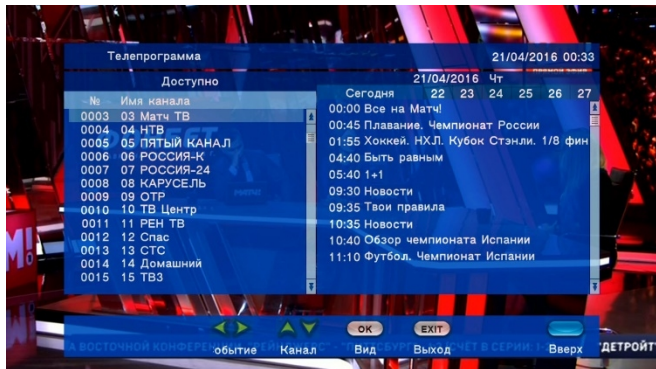 Телепрограмма 21/04/2016 00:33
Доступно
21/04/2016 Чт
№ Имя канала
Сегодня 22 23 24 25 26 27
0003 03 Матч ТВ
0004 04 НТВ
0005 05 ПЯТЫЙ КАНАЛ
0006 06 РОССИЯ-К
0007 07 РОССИЯ-24
0008 08 КАРУСЕЛЬ
0009 09 ОТР
0010 10 ТВ Центр
0011 11 РЕН ТВ
0012 12 Спас
0013 13 СТС
0014 14 Домашний
0015 15 ТВ3
00:00 Все на Матч!
00:45 Плавание. Чемпионат России
01:55 Хоккей. НХЛ. Кубок Стэнли. 1/8 фин
04:40 Быть равным
05:40 1+1
09:30 Новости
09:35 Твои правила
10:35 Новости
10:40 Обзор чемпионата Испании
11:10 Футбол. Чемпионат Испании
OK EXIT
обытие Канал Вид Выход Вверх
ВОСТОЧНОЙ "ДЕТРОЙТ"